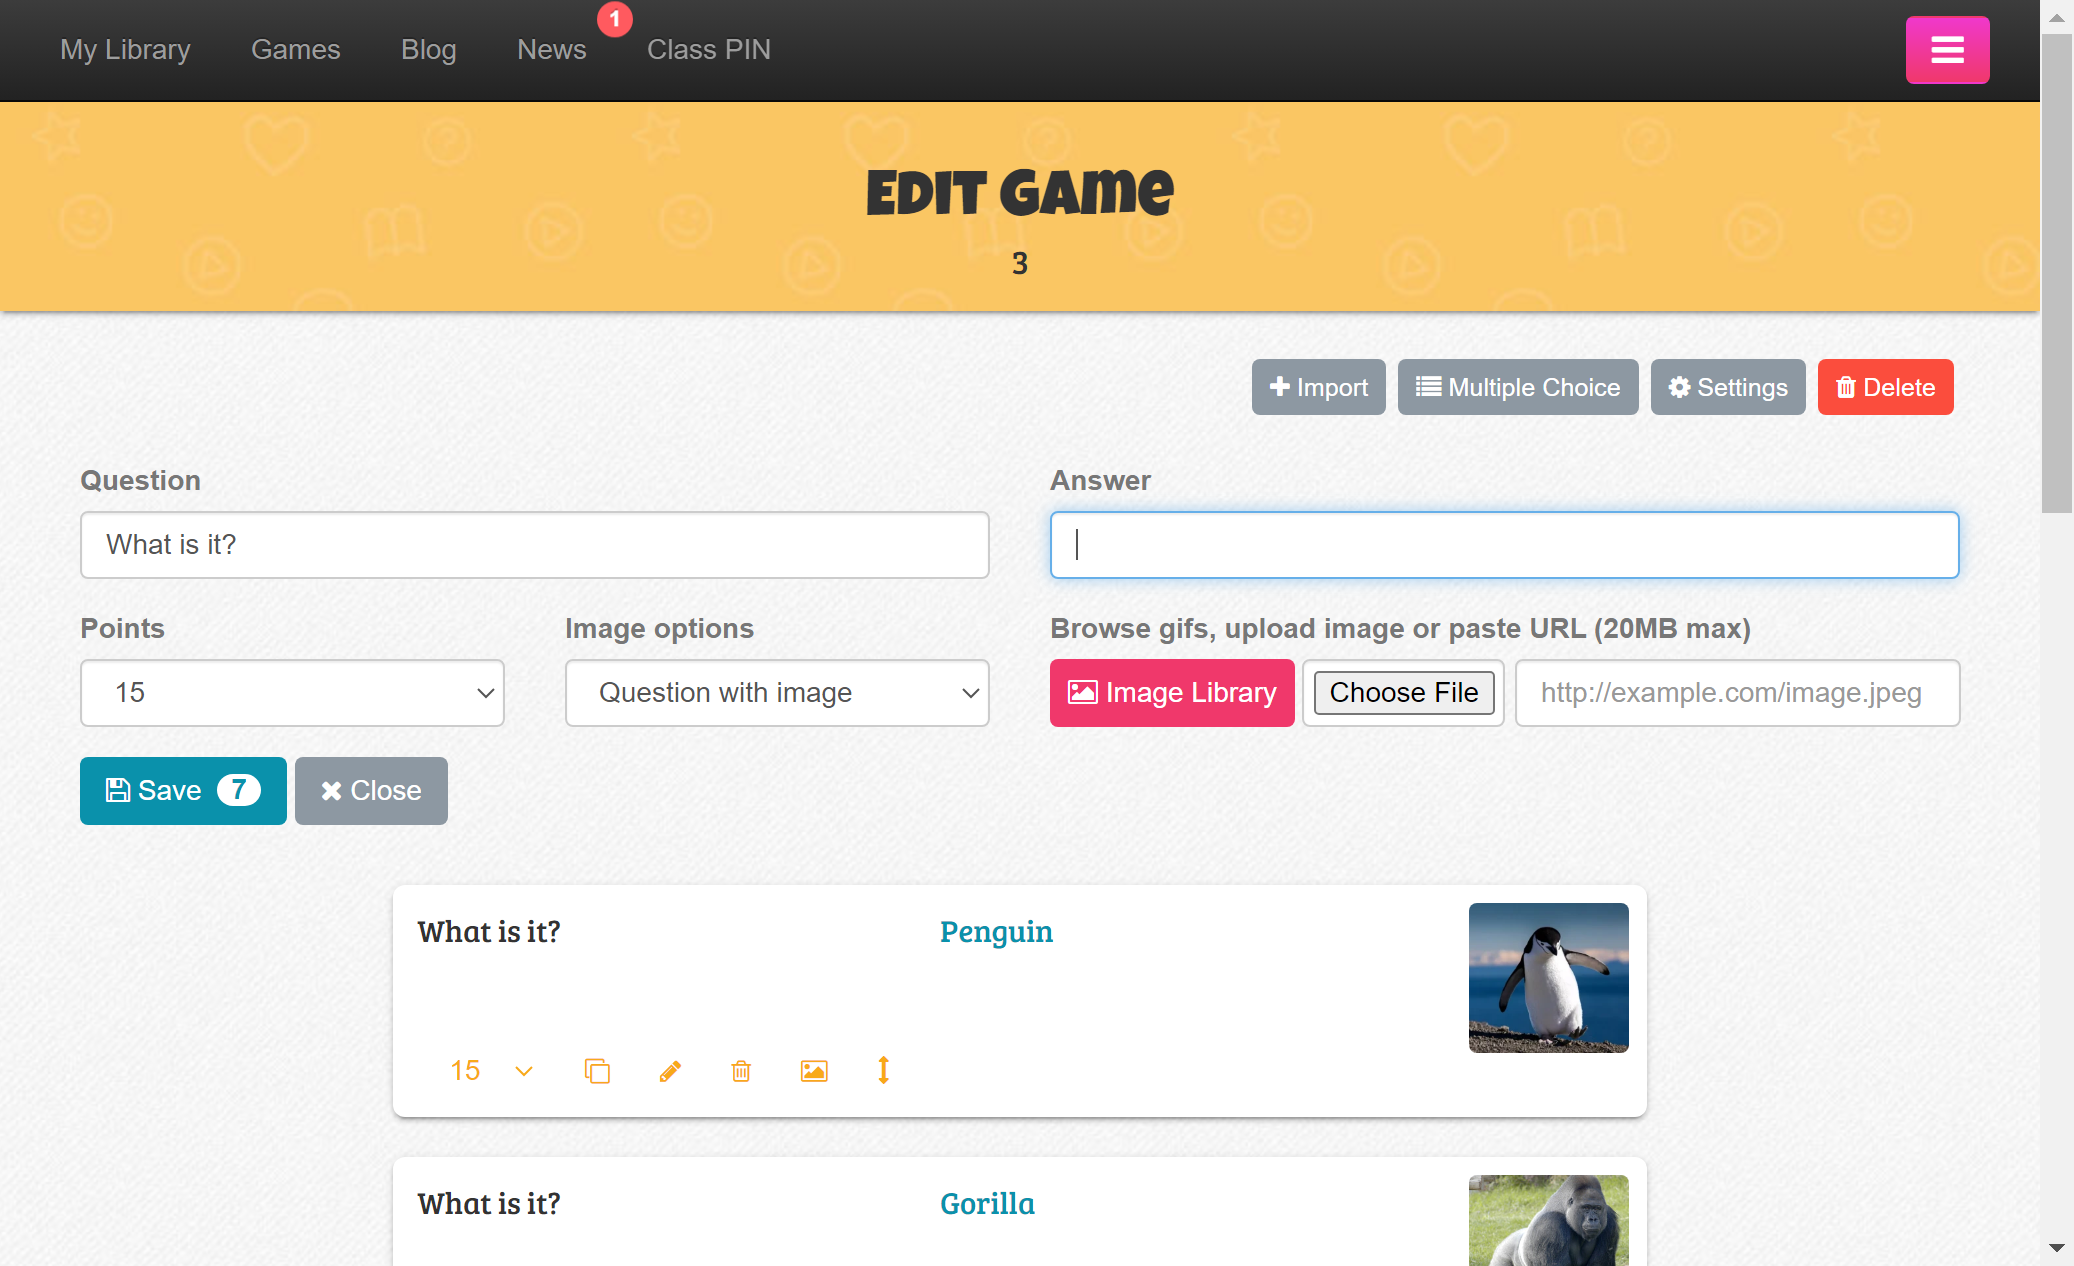 My Library Games Blog News 1 Class PIN
EDIT GAME
3
Import Multiple Choice Settings Delete
Question Answer
What is it?
Points Image options Browse gifs, upload image or paste URL (20MB max)
15 Question with image Image Library Choose File http://example.com/image.jpeg
Save 7 Close
What is it? Penguin
15
What is it? Gorilla